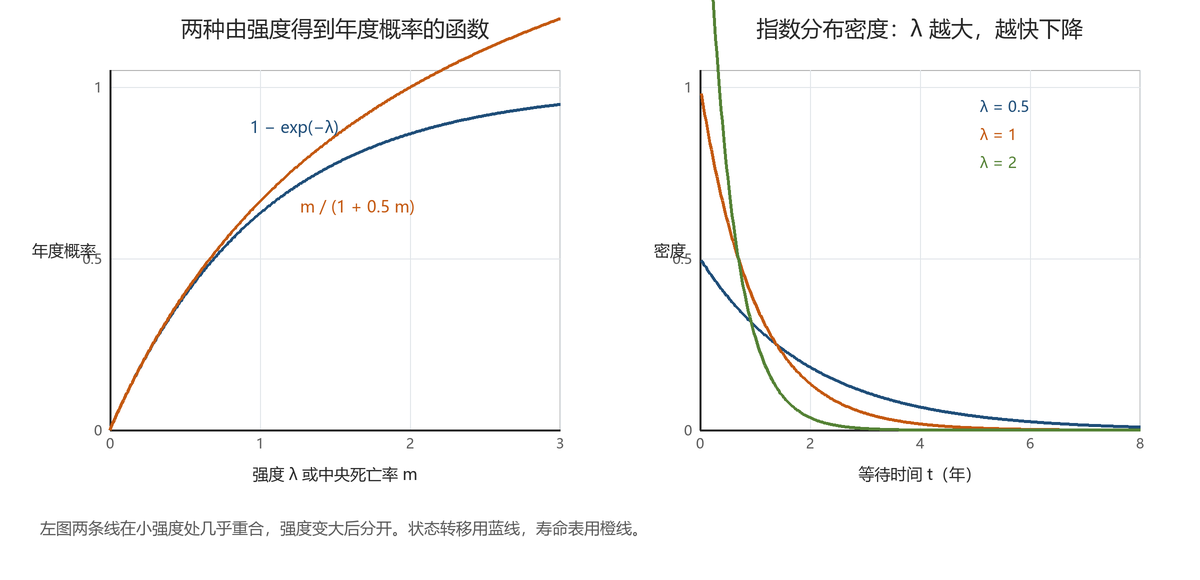 两种由强度得到年度概率的函数
1
1 − exp(−λ)
m / (1 + 0.5 m)
年度概率
0.5
0
0
1
2
3
强度 λ 或中央死亡率 m
指数分布密度：λ 越大，越快下降
1
λ = 0.5
λ = 1
λ = 2
密度
0.5
0
0
2
4
6
8
等待时间 t（年）
左图两条线在小强度处几乎重合，强度变大后分开。状态转移用蓝线，寿命表用橙线。